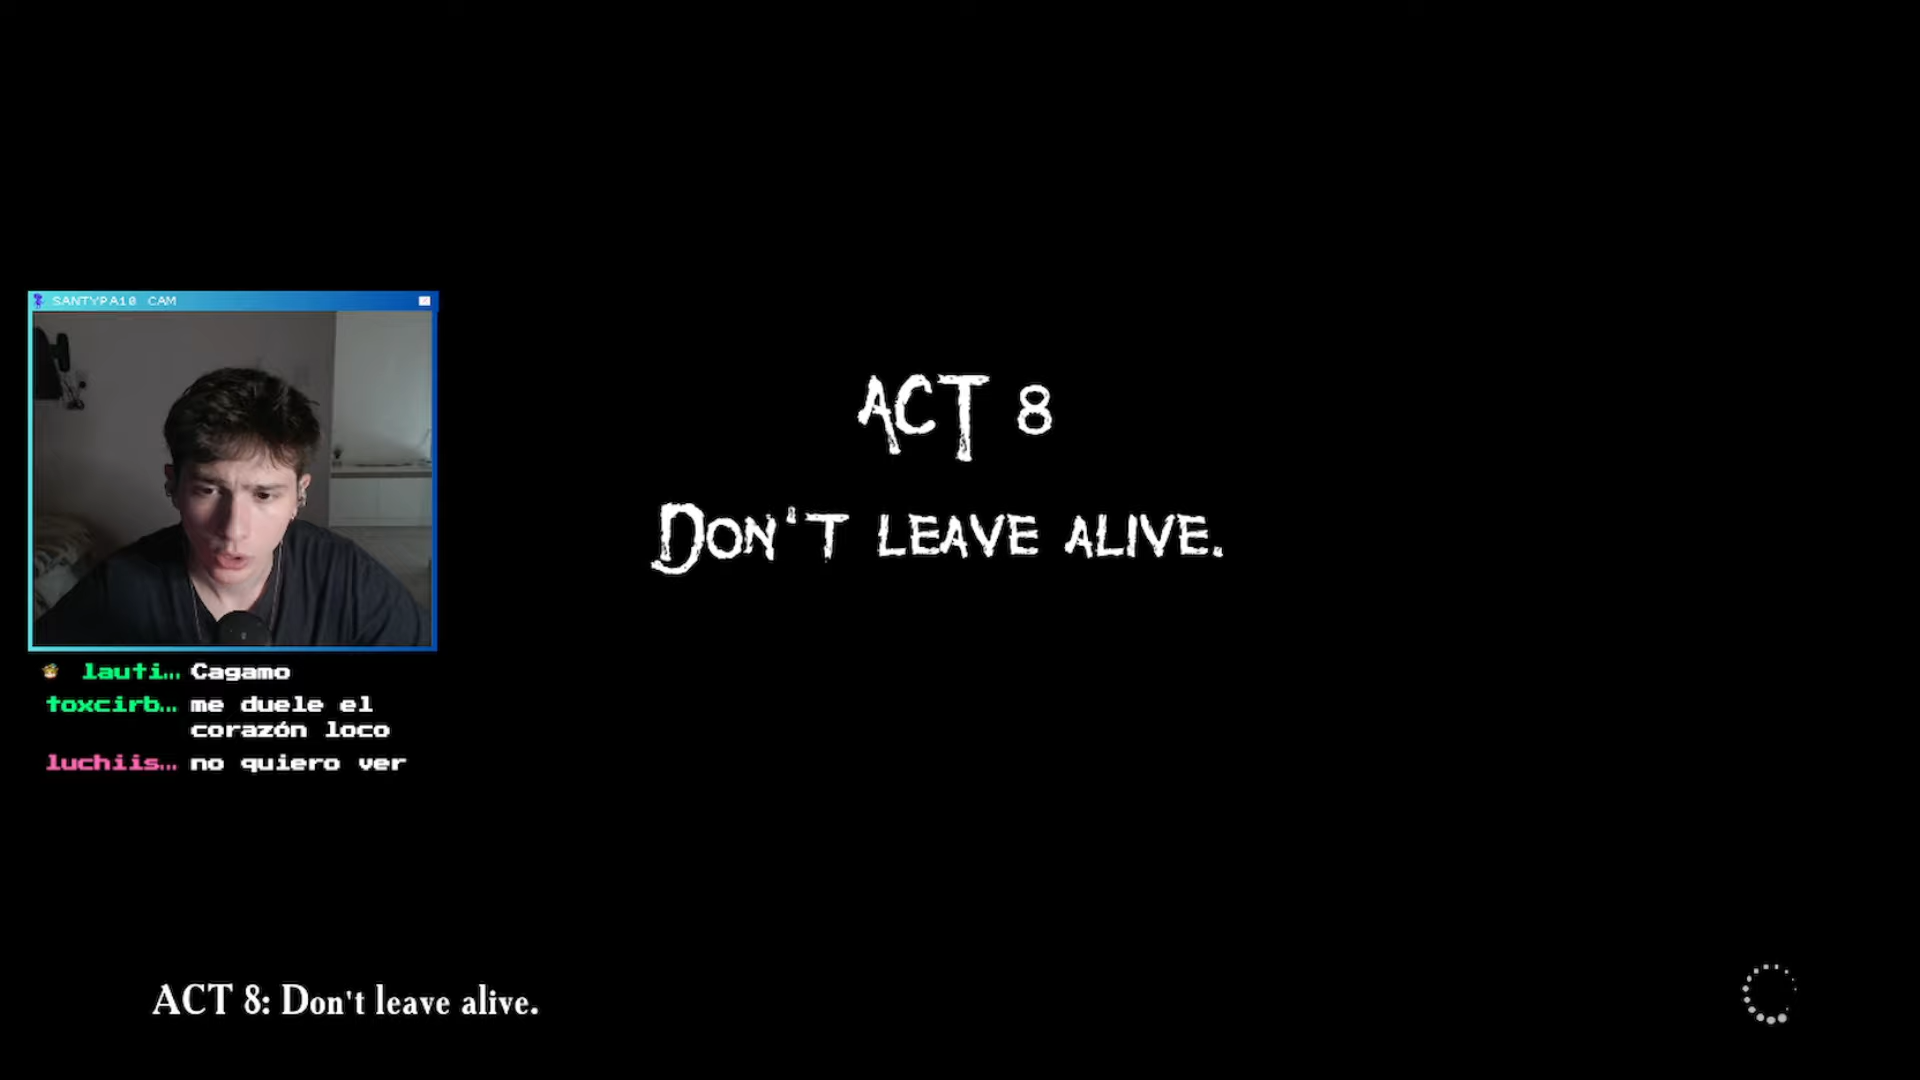 SANTYPA10 CAM
ACT 8
DON'T LEAVE ALIVE.
lauti... Cagamo
toxcirb... me duele el
corazón loco
luchiis... no quiero ver
ACT 8: Don't leave alive.